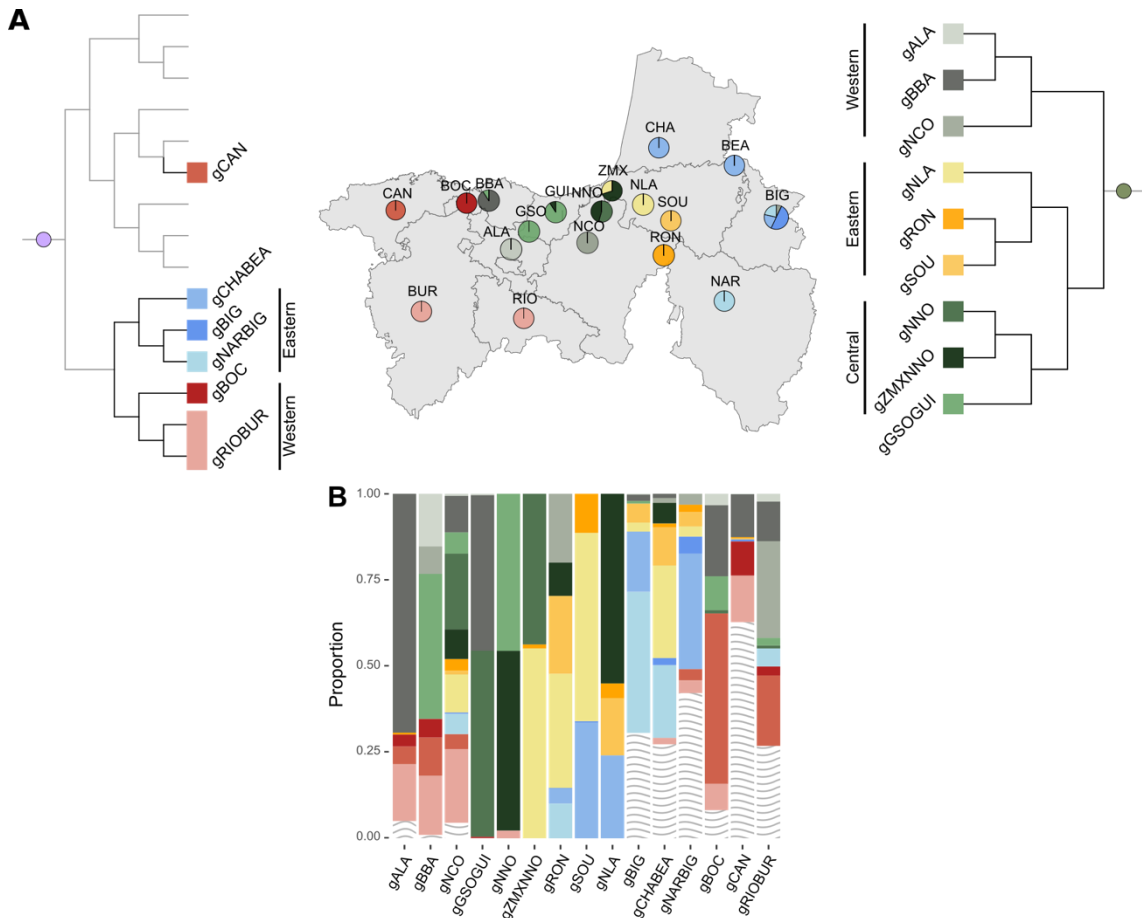 A
gCAN
gCHABEA
gBIG
gNARBIG
gBOC
gRIOBUR
Eastern
Western
CHA
BEA
ZMX
BIG
CAN
BOC
BBA
GUI
NNO
NLA
SOU
GSO
ALA
NCO
RON
NAR
BUR
RIO
Western
Eastern
Central
gALA
gBBA
gNCO
gNLA
gRON
gSOU
gNNO
gZMXNNO
gGSOGUI
B
Proportion
1.00
0.75
0.50
0.25
0.00
gALA
gBBA
gNCO
gGSOGUI
gNNO
gZMXNNO
gRON
gSOU
gNLA
gBIG
gCHABEA
gNARBIG
gBOC
gCAN
gRIOBUR